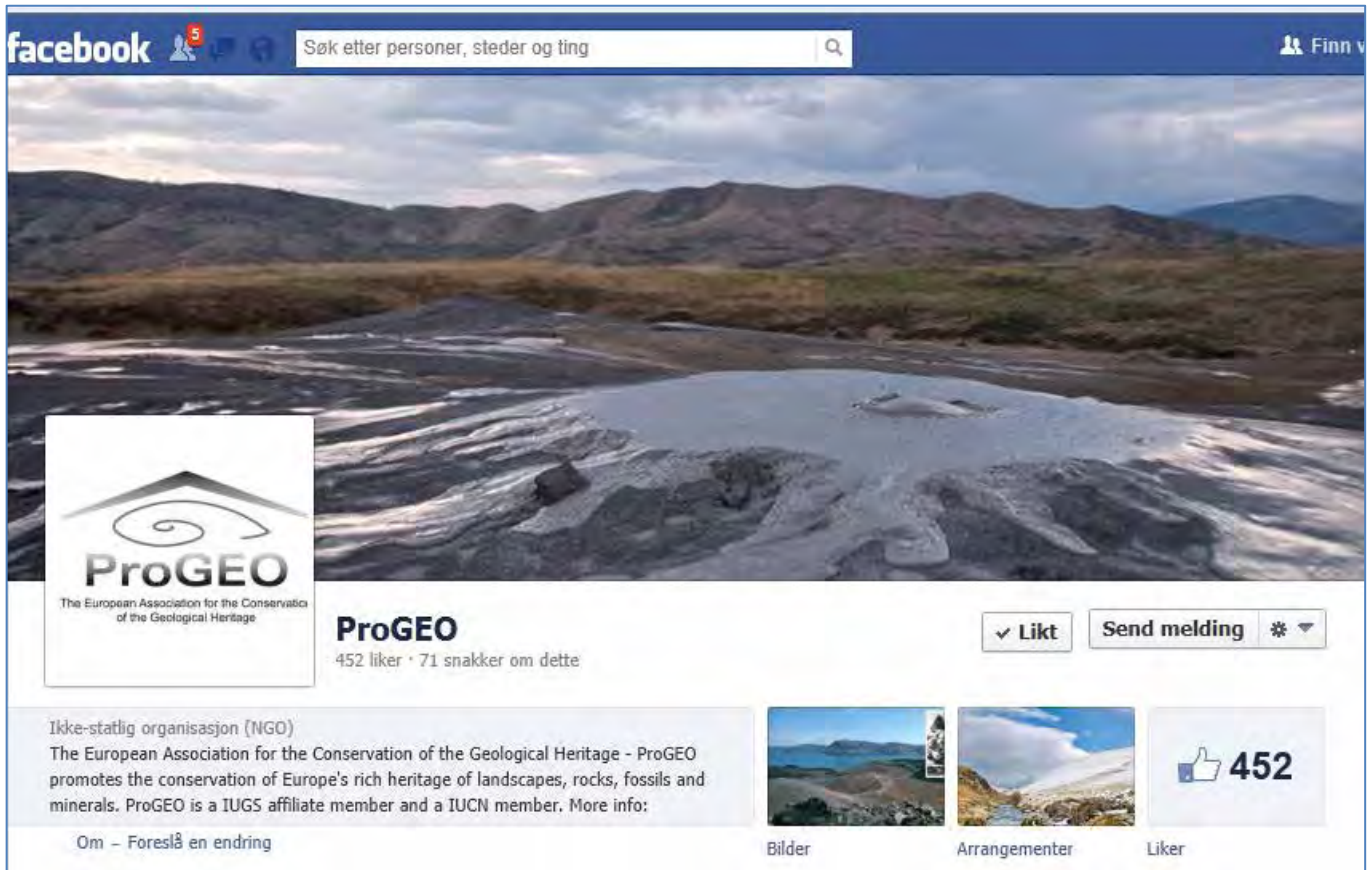 facebook
5
Søk etter personer, steder og ting
Finn v
ProGEO
The European Association for the Conservatio
of the Geological Heritage
ProGEO
452 liker · 71 snakker om dette
Likt
Send melding
Ikke-statlig organisasjon (NGO)
The European Association for the Conservation of the Geological Heritage - ProGEO
promotes the conservation of Europe's rich heritage of landscapes, rocks, fossils and
minerals. ProGEO is a IUGS affiliate member and a IUCN member. More info:
Om – Foreslå en endring
452
Bilder
Arrangementer
Liker